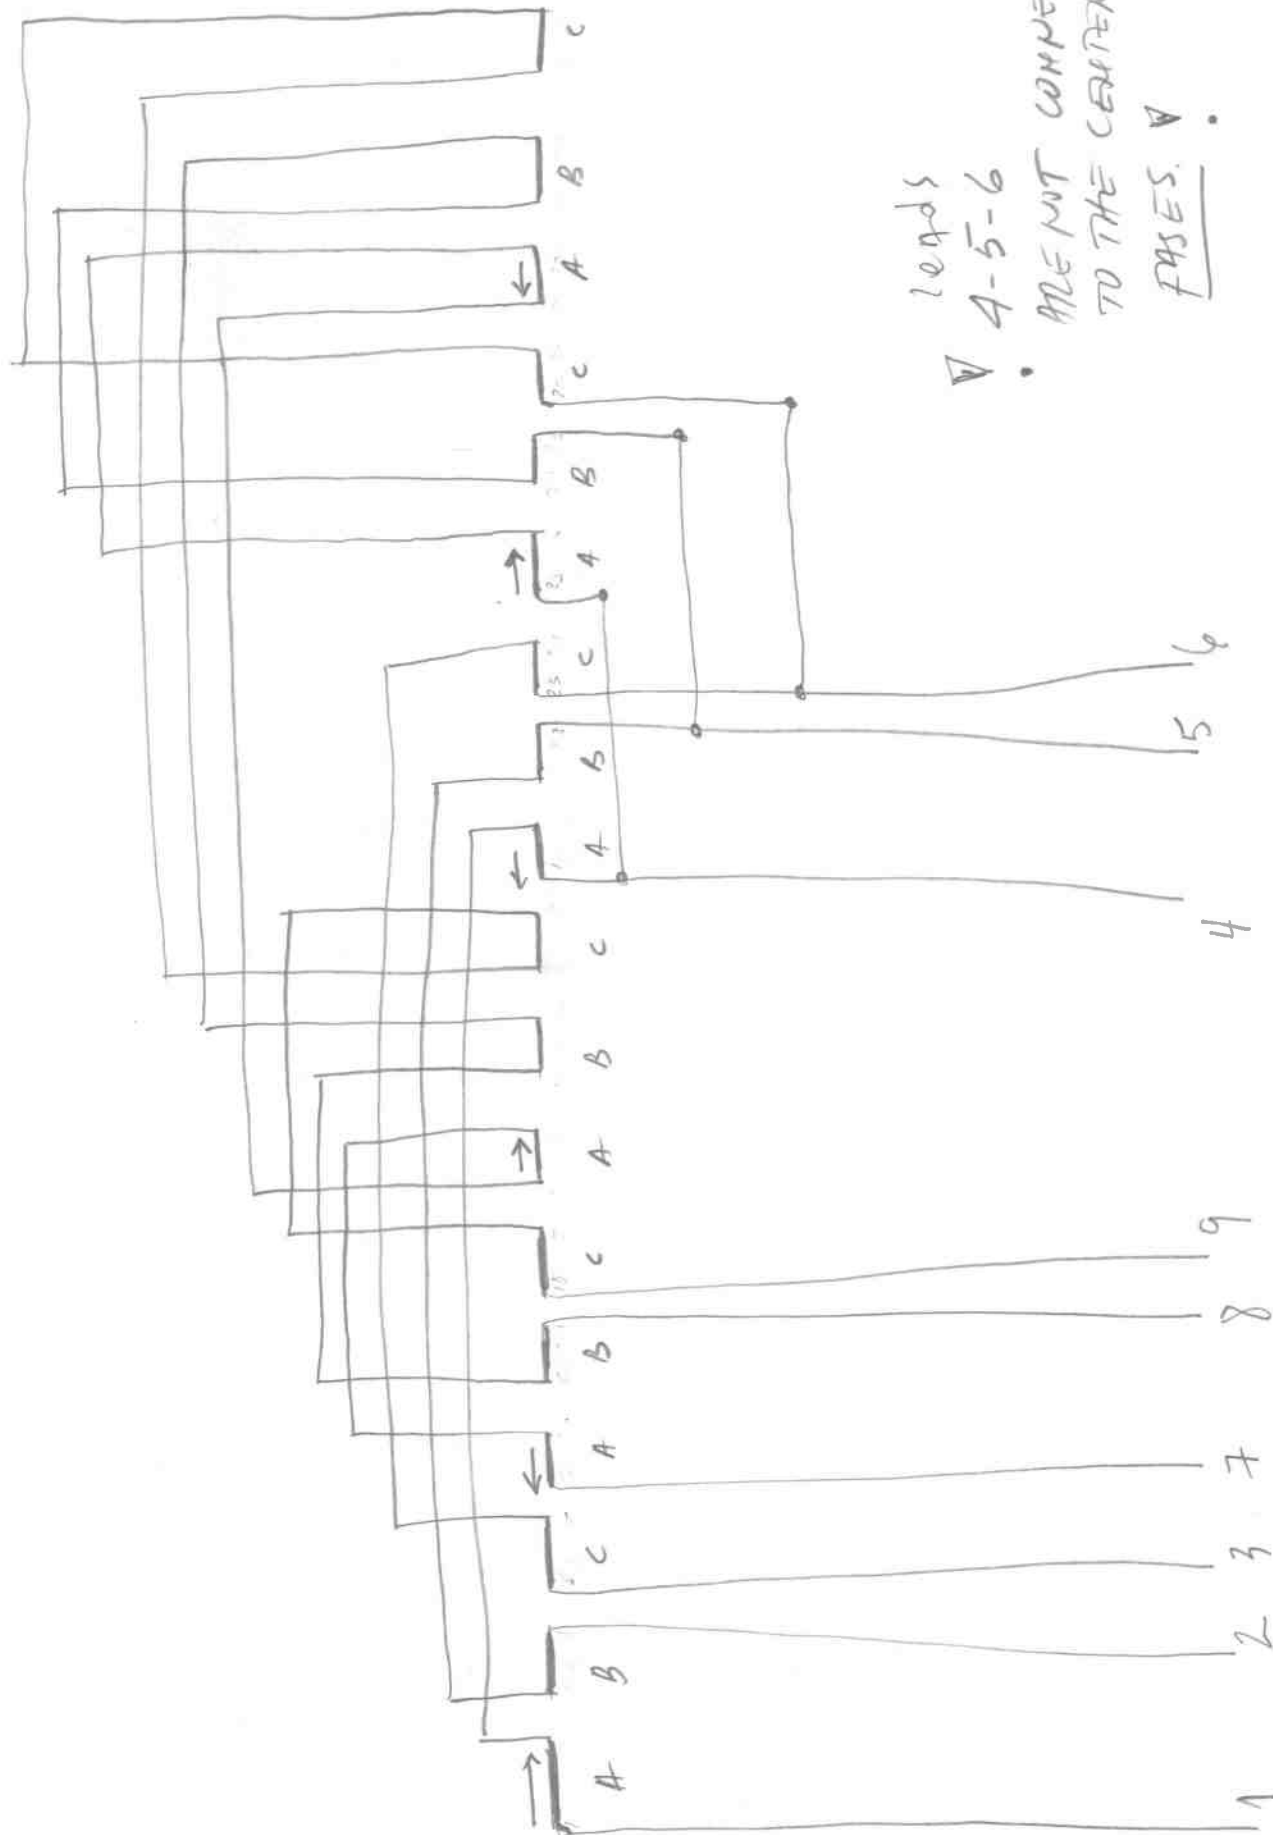 A B C A B C A B C A B C A B C A B C
leads
4-5-6
ARE NOT CONNE
TO THE CENTER
FASES.
1 2 3 7 8 9 4 5 6